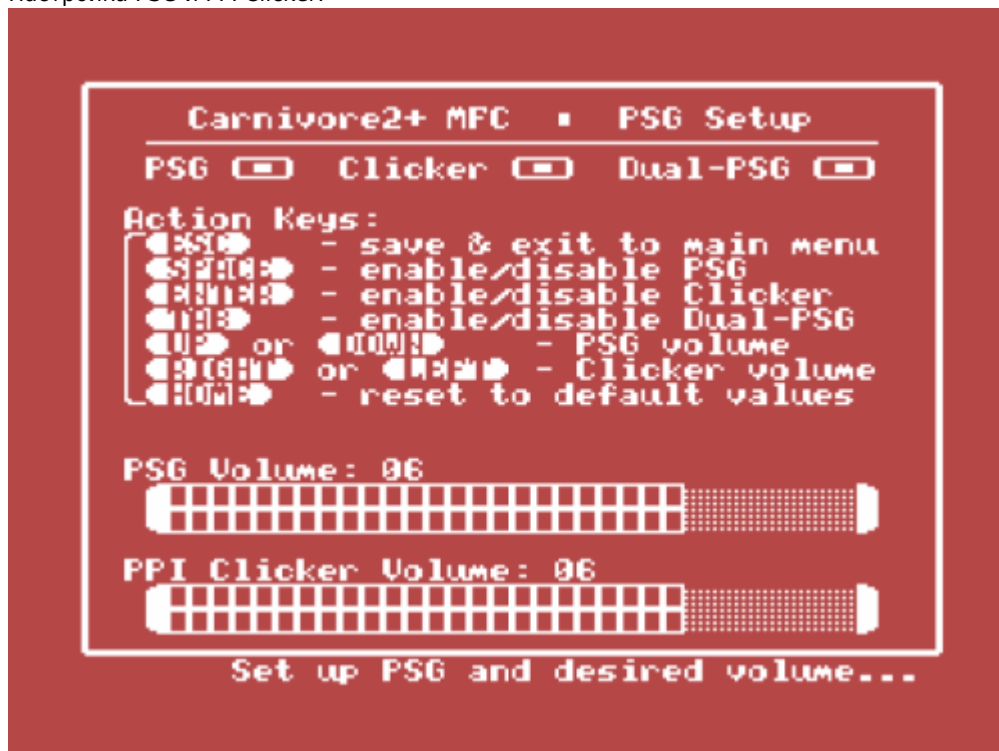 Carnivore2+ MFC ▪ PSG Setup
PSG Clicker Dual-PSG
Action Keys:
ESC - save & exit to main menu
SPACE - enable/disable PSG
ENTER - enable/disable Clicker
TAB - enable/disable Dual-PSG
UP or DOWN - PSG volume
RIGHT or LEFT - Clicker volume
HOME - reset to default values
PSG Volume: 06
PPI Clicker Volume: 06
Set up PSG and desired volume...